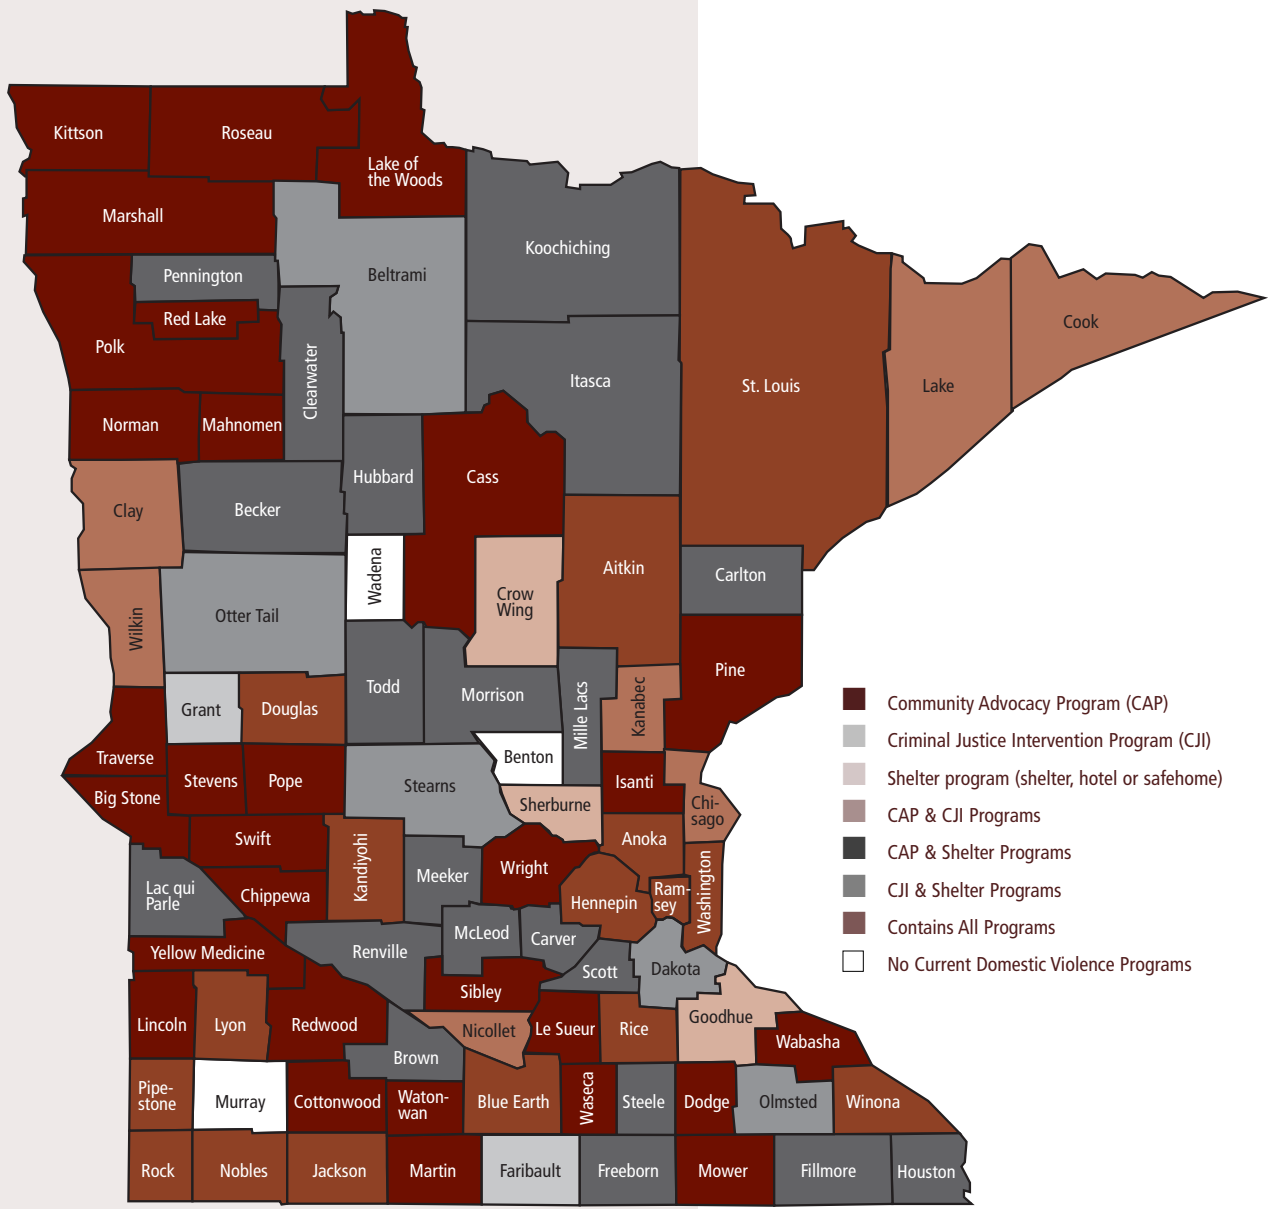 Kittson
Roseau
Lake of
the Woods
Marshall
Koochiching
Pennington
Beltrami
Red Lake
Cook
Polk
Clearwater
Itasca
St. Louis
Lake
Norman
Mahnomen
Hubbard
Cass
Clay
Becker
Wadena
Aitkin
Carlton
Crow
Wing
Wilkin
Otter Tail
Pine
Todd
Morrison
Mille Lacs
Kanabec
Grant
Douglas
Traverse
Benton
Stevens
Pope
Stearns
Isanti
Big Stone
Sherburne
Chi-
sago
Swift
Anoka
Kandiyohi
Wright
Meeker
Lac qui
Parle
Chippewa
Hennepin
Ram-
sey
Washington
McLeod
Carver
Yellow Medicine
Renville
Scott
Dakota
Sibley
Goodhue
Lincoln
Lyon
Redwood
Nicollet
Le Sueur
Rice
Wabasha
Brown
Pipe-
stone
Murray
Cottonwood
Waton-
wan
Blue Earth
Waseca
Steele
Dodge
Olmsted
Winona
Rock
Nobles
Jackson
Martin
Faribault
Freeborn
Mower
Fillmore
Houston
Community Advocacy Program (CAP)
Criminal Justice Intervention Program (CJI)
Shelter program (shelter, hotel or safehome)
CAP & CJI Programs
CAP & Shelter Programs
CJI & Shelter Programs
Contains All Programs
No Current Domestic Violence Programs